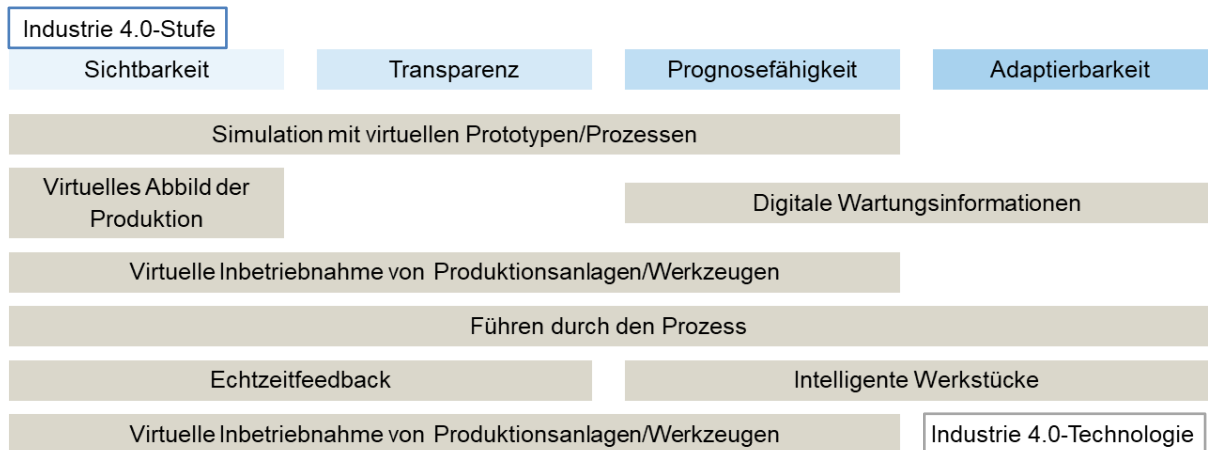 Industrie 4.0-Stufe
Sichtbarkeit
Transparenz
Prognosefähigkeit
Adaptierbarkeit
Simulation mit virtuellen Prototypen/Prozessen
Virtuelles Abbild der
Produktion
Digitale Wartungsinformationen
Virtuelle Inbetriebnahme von Produktionsanlagen/Werkzeugen
Führen durch den Prozess
Echtzeitfeedback
Intelligente Werkstücke
Virtuelle Inbetriebnahme von Produktionsanlagen/Werkzeugen
Industrie 4.0-Technologie